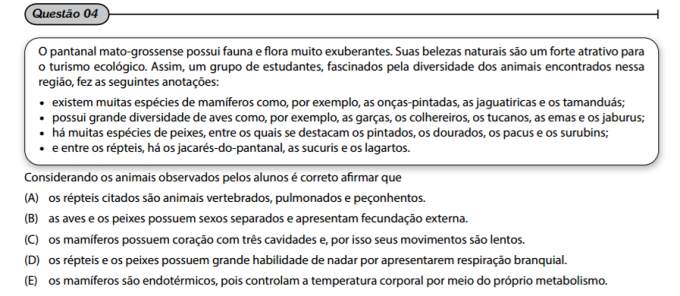 Questão 04
O pantanal mato-grossense possui fauna e flora muito exuberantes. Suas belezas naturais são um forte atrativo para
o turismo ecológico. Assim, um grupo de estudantes, fascinados pela diversidade dos animais encontrados nessa
região, fez as seguintes anotações:
• existem muitas espécies de mamíferos como, por exemplo, as onças-pintadas, as jaguatiricas e os tamanduás;
• possui grande diversidade de aves como, por exemplo, as garças, os colhereiros, os tucanos, as emas e os jaburus;
• há muitas espécies de peixes, entre os quais se destacam os pintados, os dourados, os pacus e os surubins;
• e entre os répteis, há os jacarés-do-pantanal, as sucuris e os lagartos.
Considerando os animais observados pelos alunos é correto afirmar que
(A) os répteis citados são animais vertebrados, pulmonados e peçonhentos.
(B) as aves e os peixes possuem sexos separados e apresentam fecundação externa.
(C) os mamíferos possuem coração com três cavidades e, por isso seus movimentos são lentos.
(D) os répteis e os peixes possuem grande habilidade de nadar por apresentarem respiração branquial.
(E) os mamíferos são endotérmicos, pois controlam a temperatura corporal por meio do próprio metabolismo.